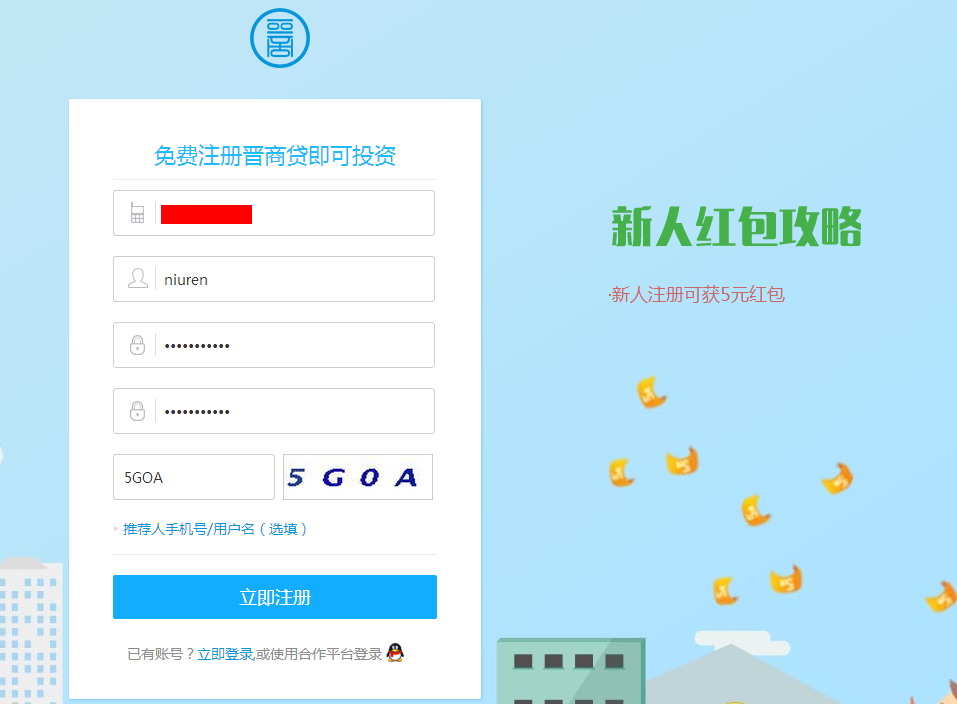 晋商
免费注册晋商贷即可投资
niuren
•••••••••••
•••••••••••
5GOA
5 G O A
推荐人手机号/用户名（选填）
立即注册
已有账号？立即登录,或使用合作平台登录
新人红包攻略
·新人注册可获5元红包